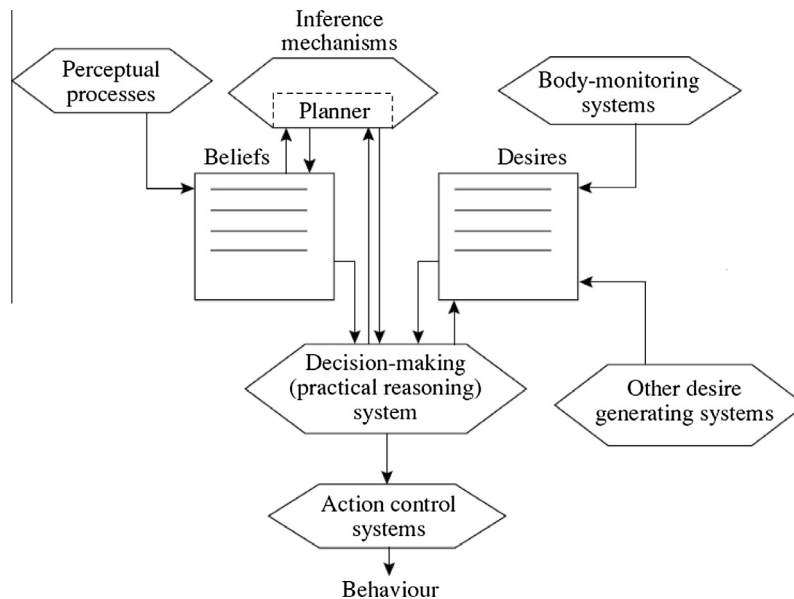 Inference
mechanisms
Perceptual
processes
Planner
Body-monitoring
systems
Beliefs
Desires
Decision-making
(practical reasoning)
system
Other desire
generating systems
Action control
systems
Behaviour